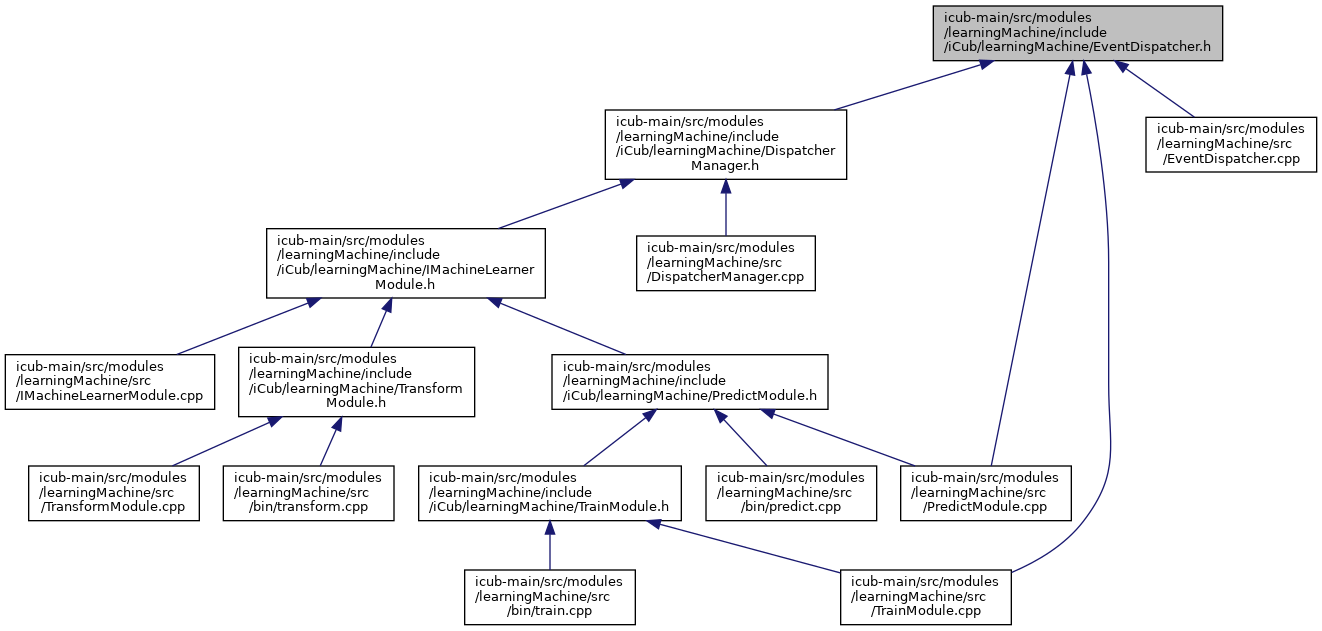 icub-main/src/modules
/learningMachine/include
/iCub/learningMachine/EventDispatcher.h
icub-main/src/modules
/learningMachine/include
/iCub/learningMachine/Dispatcher
Manager.h
icub-main/src/modules
/learningMachine/src
/EventDispatcher.cpp
icub-main/src/modules
/learningMachine/include
/iCub/learningMachine/IMachineLearner
Module.h
icub-main/src/modules
/learningMachine/src
/DispatcherManager.cpp
icub-main/src/modules
/learningMachine/src
/IMachineLearnerModule.cpp
icub-main/src/modules
/learningMachine/include
/iCub/learningMachine/Transform
Module.h
icub-main/src/modules
/learningMachine/include
/iCub/learningMachine/PredictModule.h
icub-main/src/modules
/learningMachine/src
/TransformModule.cpp
icub-main/src/modules
/learningMachine/src
/bin/transform.cpp
icub-main/src/modules
/learningMachine/include
/iCub/learningMachine/TrainModule.h
icub-main/src/modules
/learningMachine/src
/bin/predict.cpp
icub-main/src/modules
/learningMachine/src
/PredictModule.cpp
icub-main/src/modules
/learningMachine/src
/bin/train.cpp
icub-main/src/modules
/learningMachine/src
/TrainModule.cpp